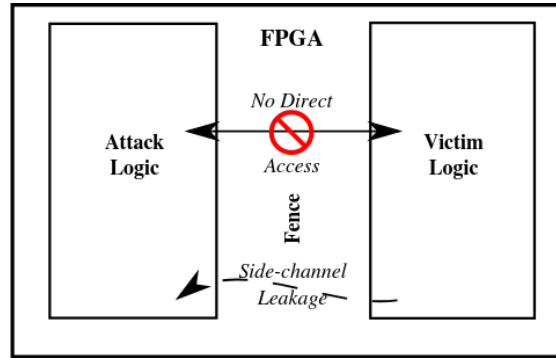 FPGA
No Direct
Access
Attack
Logic
Victim
Logic
Fence
Side-channel
Leakage